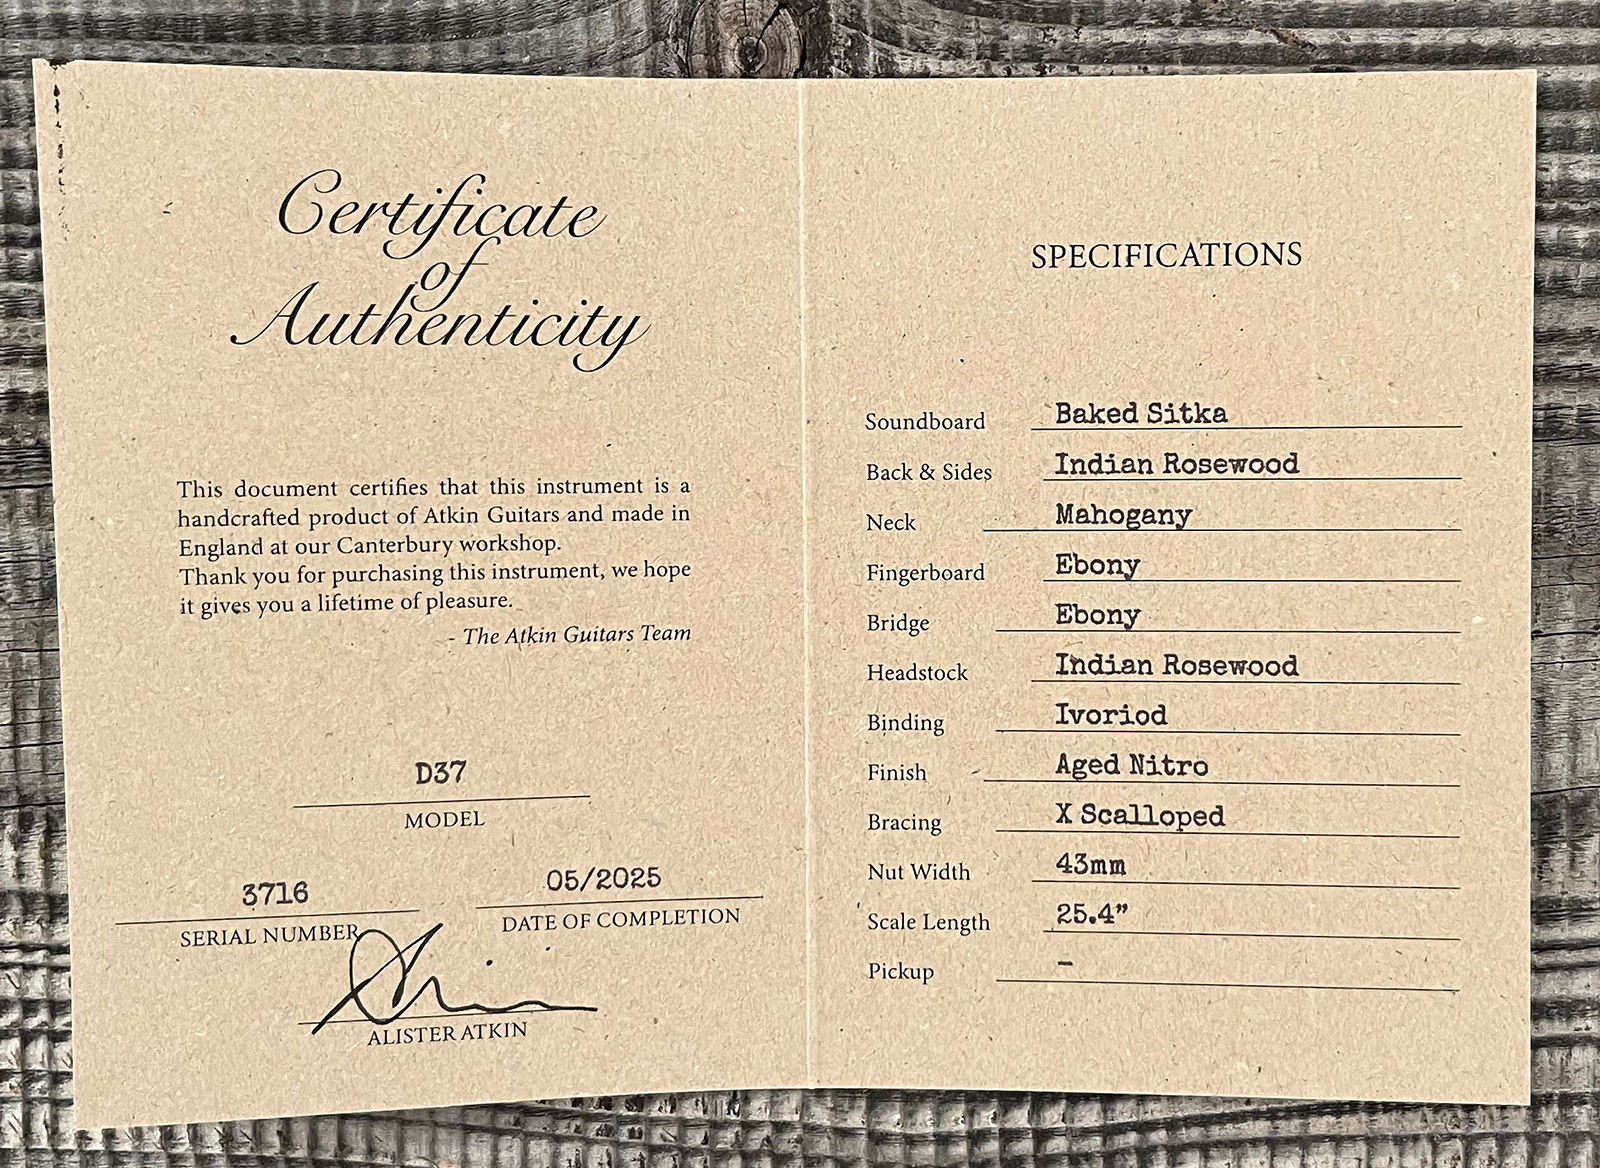 Certificate
of
Authenticity
This document certifies that this instrument is a
handcrafted product of Atkin Guitars and made in
England at our Canterbury workshop.
Thank you for purchasing this instrument, we hope
it gives you a lifetime of pleasure.
- The Atkin Guitars Team
D37
MODEL
3716
SERIAL NUMBER
05/2025
DATE OF COMPLETION
ALISTER ATKIN
SPECIFICATIONS
Soundboard Baked Sitka
Back & Sides Indian Rosewood
Neck Mahogany
Fingerboard Ebony
Bridge Ebony
Headstock Indian Rosewood
Binding Ivoriod
Finish Aged Nitro
Bracing X Scalloped
Nut Width 43mm
Scale Length 25.4”
Pickup –